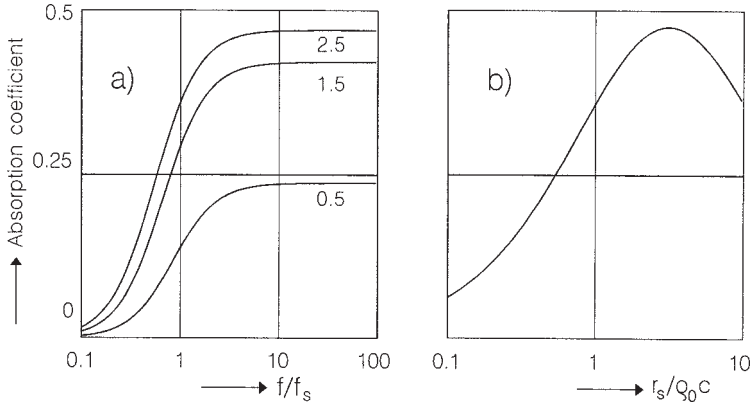 0.5
0.25
0
Absorption coefficient
a)
2.5
1.5
0.5
0.1 1 10 100
f/fₛ
b)
0.1 1 10
rₛ/ϱ₀c